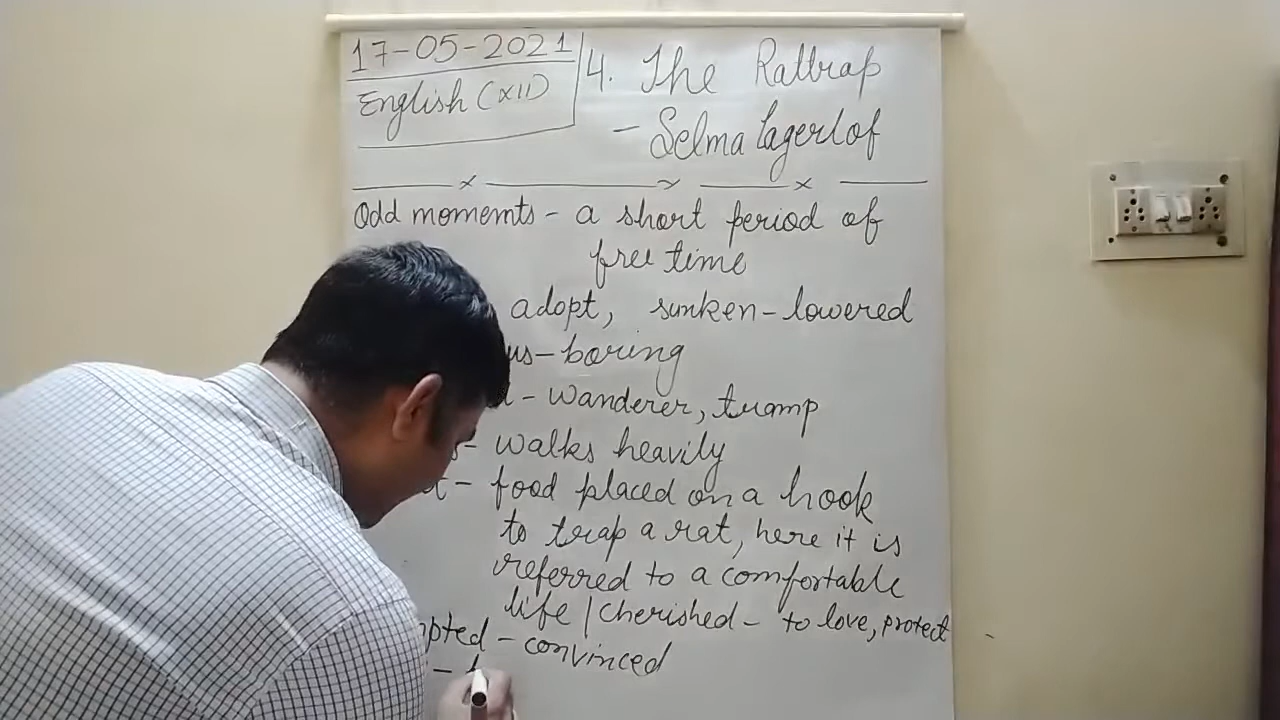 17-05-2021
English (XII)
4. The Rattrap
- Selma Lagerlof
Odd momemts - a short period of
free time
adopt, sunken - lowered
us - boring
- wanderer, tramp
- walks heavily
- food placed on a hook
to trap a rat, here it is
referred to a comfortable
life / Cherished - to love, protect
pted - convinced
-